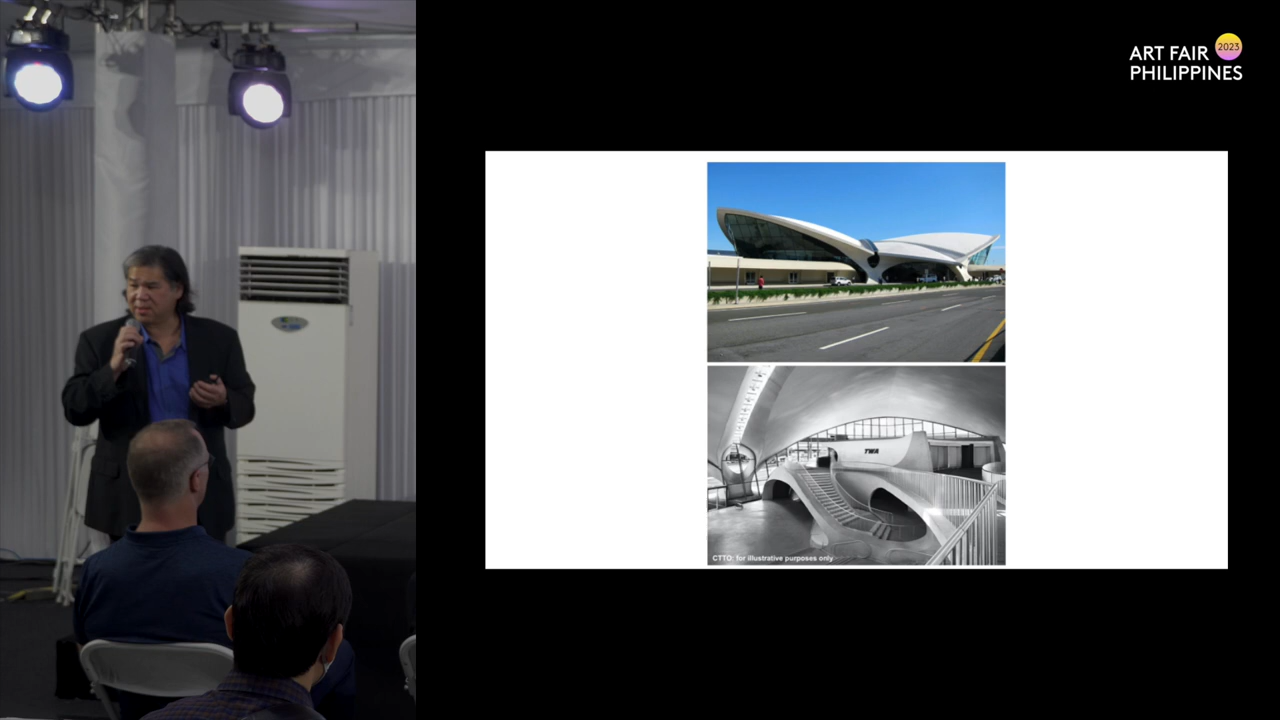 ART FAIR 2023
PHILIPPINES
TWA
CTTO: for illustrative purposes only